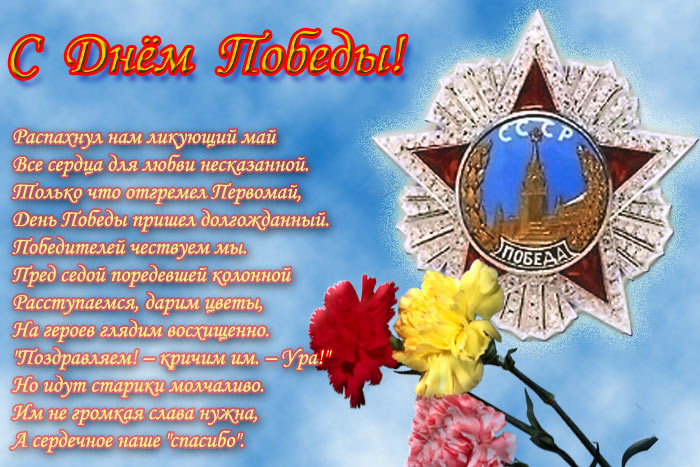 С Днём Победы!
Распахнул нам ликующий май
Все сердца для любви несказанной.
Только что отгремел Первомай,
День Победы пришел долгожданный.
Победителей чествуем мы.
Пред седой поредевшей колонной
Расступаемся, дарим цветы,
На героев глядим восхищенно.
"Поздравляем! – кричим им. – Ура!"
Но идут старики молчаливо.
Им не громкая слава нужна,
А сердечное наше "спасибо".
СССР
ПОБЕДА